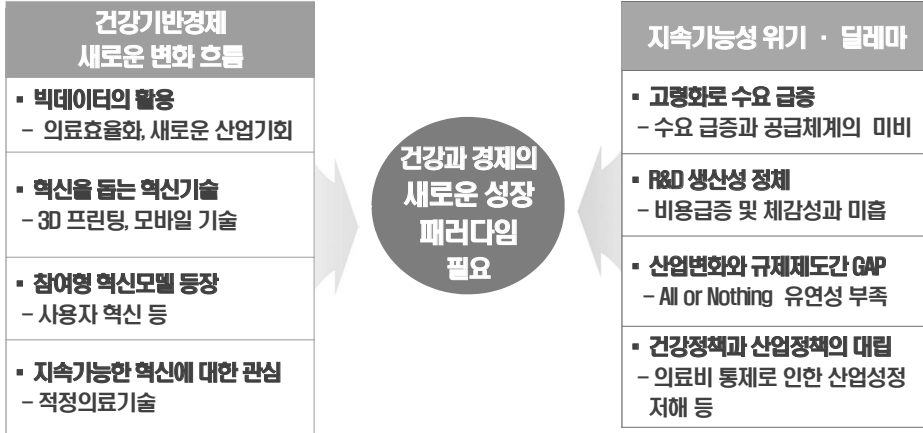 건강기반경제
새로운 변화 흐름
▪ 빅데이터의 활용
– 의료효율화, 새로운 산업기회
▪ 혁신을 돕는 혁신기술
– 3D 프린팅, 모바일 기술
▪ 참여형 혁신모델 등장
– 사용자 혁신 등
▪ 지속가능한 혁신에 대한 관심
– 적정의료기술
건강과 경제의
새로운 성장
패러다임
필요
지속가능성 위기 · 딜레마
▪ 고령화로 수요 급증
– 수요 급증과 공급체계의 미비
▪ R&D 생산성 정체
– 비용급증 및 체감성과 미흡
▪ 산업변화와 규제제도간 GAP
– All or Nothing 유연성 부족
▪ 건강정책과 산업정책의 대립
– 의료비 통제로 인한 산업성정
저해 등